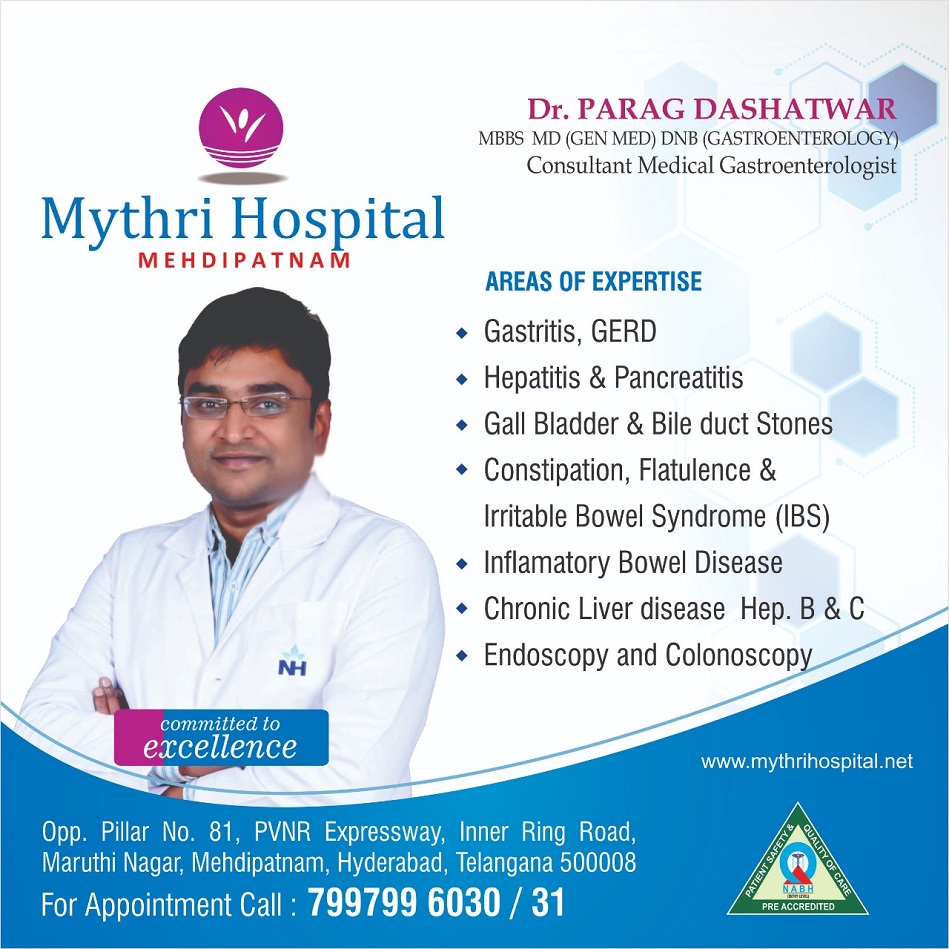 Dr. PARAG DASHATWAR
MBBS MD (GEN MED) DNB (GASTROENTEROLOGY)
Consultant Medical Gastroenterologist
Mythri Hospital
MEHDIPATNAM
AREAS OF EXPERTISE
Gastritis, GERD
Hepatitis & Pancreatitis
Gall Bladder & Bile duct Stones
Constipation, Flatulence &
Irritable Bowel Syndrome (IBS)
Inflamatory Bowel Disease
Chronic Liver disease Hep. B & C
Endoscopy and Colonoscopy
NH
committed to
excellence
www.mythrihospital.net
Opp. Pillar No. 81, PVNR Expressway, Inner Ring Road,
Maruthi Nagar, Mehdipatnam, Hyderabad, Telangana 500008
For Appointment Call : 799799 6030 / 31
PATIENT SAFETY &
QUALITY OF CARE
NABH
(ENTRY LEVEL)
PRE ACCREDITED